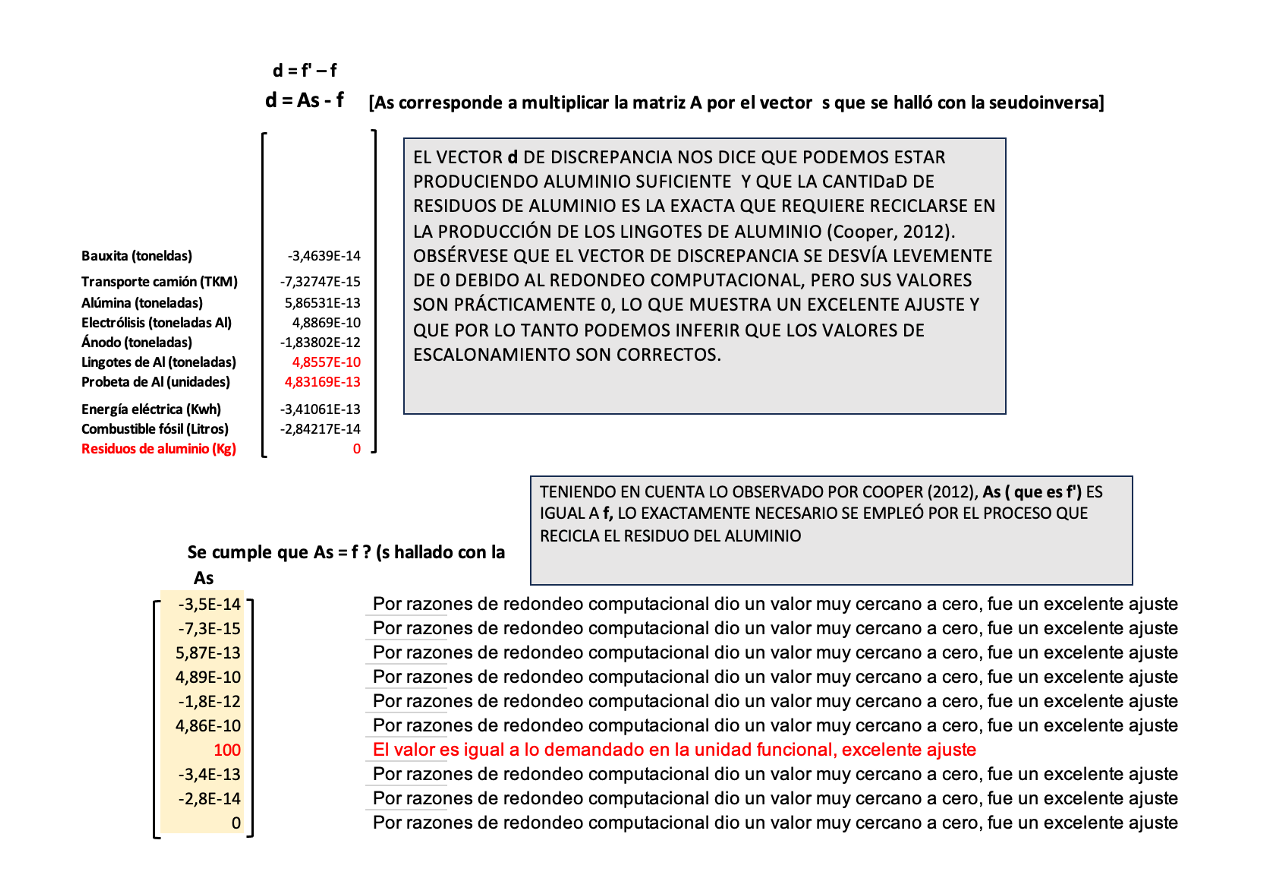 d = f' – f
d = As - f [As corresponde a multiplicar la matriz A por el vector s que se halló con la seudoinversa]
EL VECTOR d DE DISCREPANCIA NOS DICE QUE PODEMOS ESTAR
PRODUCIENDO ALUMINIO SUFICIENTE Y QUE LA CANTIDaD DE
RESIDUOS DE ALUMINIO ES LA EXACTA QUE REQUIERE RECICLARSE EN
LA PRODUCCIÓN DE LOS LINGOTES DE ALUMINIO (Cooper, 2012).
OBSÉRVESE QUE EL VECTOR DE DISCREPANCIA SE DESVÍA LEVEMENTE
DE 0 DEBIDO AL REDONDEO COMPUTACIONAL, PERO SUS VALORES
SON PRÁCTICAMENTE 0, LO QUE MUESTRA UN EXCELENTE AJUSTE Y
QUE POR LO TANTO PODEMOS INFERIR QUE LOS VALORES DE
ESCALONAMIENTO SON CORRECTOS.
Bauxita (toneldas) -3,4639E-14
Transporte camión (TKM) -7,32747E-15
Alúmina (toneladas) 5,86531E-13
Electrólisis (toneladas Al) 4,8869E-10
Ánodo (toneladas) -1,83802E-12
Lingotes de Al (toneladas) 4,8557E-10
Probeta de Al (unidades) 4,83169E-13
Energía eléctrica (Kwh) -3,41061E-13
Combustible fósil (Litros) -2,84217E-14
Residuos de aluminio (Kg) 0
TENIENDO EN CUENTA LO OBSERVADO POR COOPER (2012), As ( que es f') ES
IGUAL A f, LO EXACTAMENTE NECESARIO SE EMPLEÓ POR EL PROCESO QUE
RECICLA EL RESIDUO DEL ALUMINIO
Se cumple que As = f ? (s hallado con la
As
-3,5E-14 Por razones de redondeo computacional dio un valor muy cercano a cero, fue un excelente ajuste
-7,3E-15 Por razones de redondeo computacional dio un valor muy cercano a cero, fue un excelente ajuste
5,87E-13 Por razones de redondeo computacional dio un valor muy cercano a cero, fue un excelente ajuste
4,89E-10 Por razones de redondeo computacional dio un valor muy cercano a cero, fue un excelente ajuste
-1,8E-12 Por razones de redondeo computacional dio un valor muy cercano a cero, fue un excelente ajuste
4,86E-10 Por razones de redondeo computacional dio un valor muy cercano a cero, fue un excelente ajuste
100 El valor es igual a lo demandado en la unidad funcional, excelente ajuste
-3,4E-13 Por razones de redondeo computacional dio un valor muy cercano a cero, fue un excelente ajuste
-2,8E-14 Por razones de redondeo computacional dio un valor muy cercano a cero, fue un excelente ajuste
0 Por razones de redondeo computacional dio un valor muy cercano a cero, fue un excelente ajuste